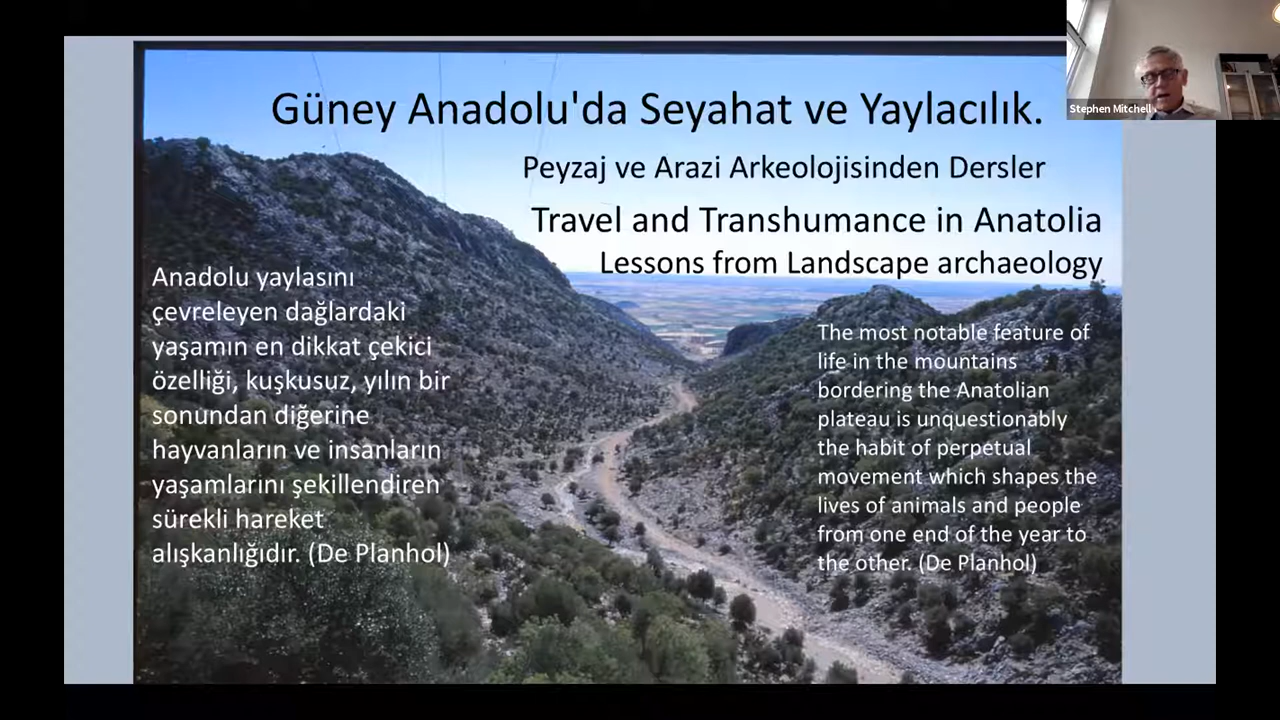 Güney Anadolu'da Seyahat ve Yaylacılık.
Peyzaj ve Arazi Arkeolojisinden Dersler
Travel and Transhumance in Anatolia
Lessons from Landscape archaeology
Anadolu yaylasını
çevreleyen dağlardaki
yaşamın en dikkat çekici
özelliği, kuşkusuz, yılın bir
sonundan diğerine
hayvanların ve insanların
yaşamlarını şekillendiren
sürekli hareket
alışkanlığıdır. (De Planhol)
The most notable feature of
life in the mountains
bordering the Anatolian
plateau is unquestionably
the habit of perpetual
movement which shapes the
lives of animals and people
from one end of the year to
the other. (De Planhol)
Stephen Mitchell